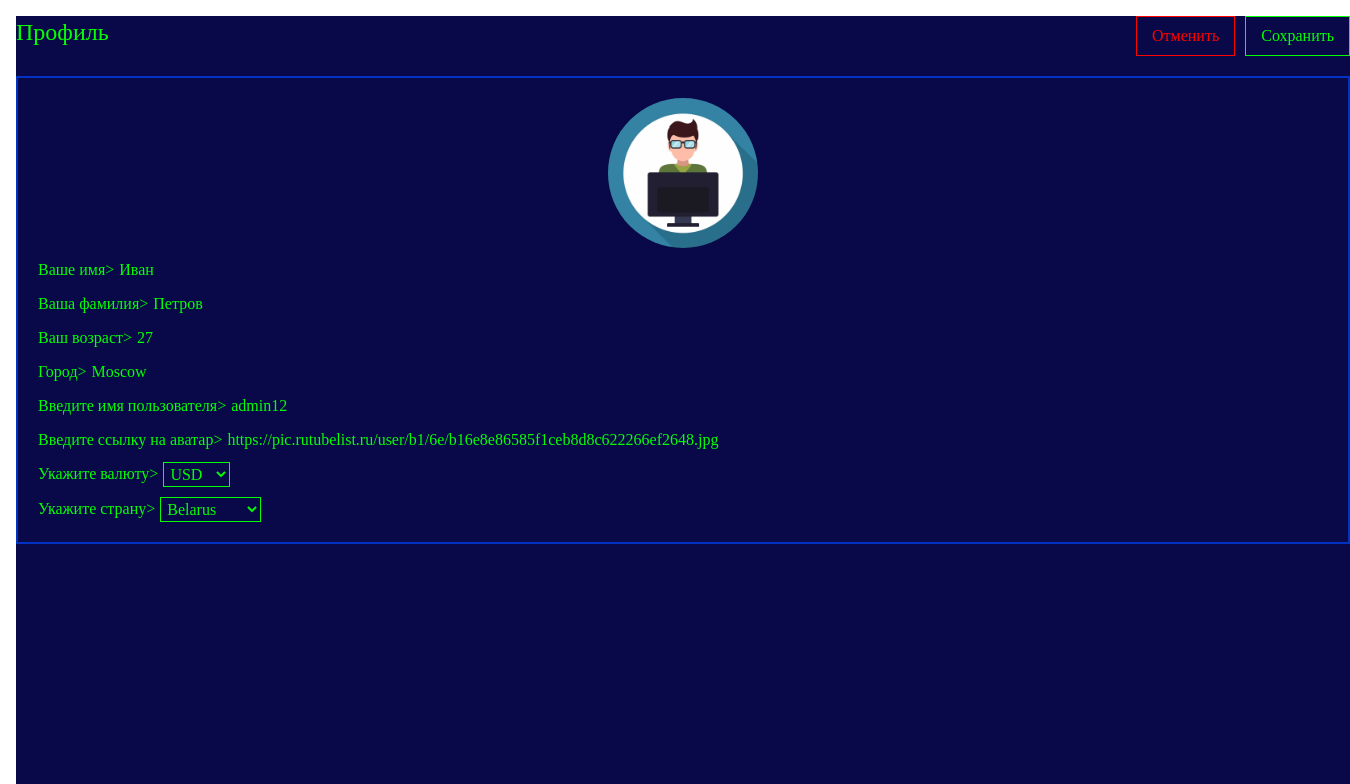 Профиль
Отменить
Сохранить
Ваше имя> Иван
Ваша фамилия> Петров
Ваш возраст> 27
Город> Moscow
Введите имя пользователя> admin12
Введите ссылку на аватар> https://pic.rutubelist.ru/user/b1/6e/b16e8e86585f1ceb8d8c622266ef2648.jpg
Укажите валюту> USD
Укажите страну> Belarus